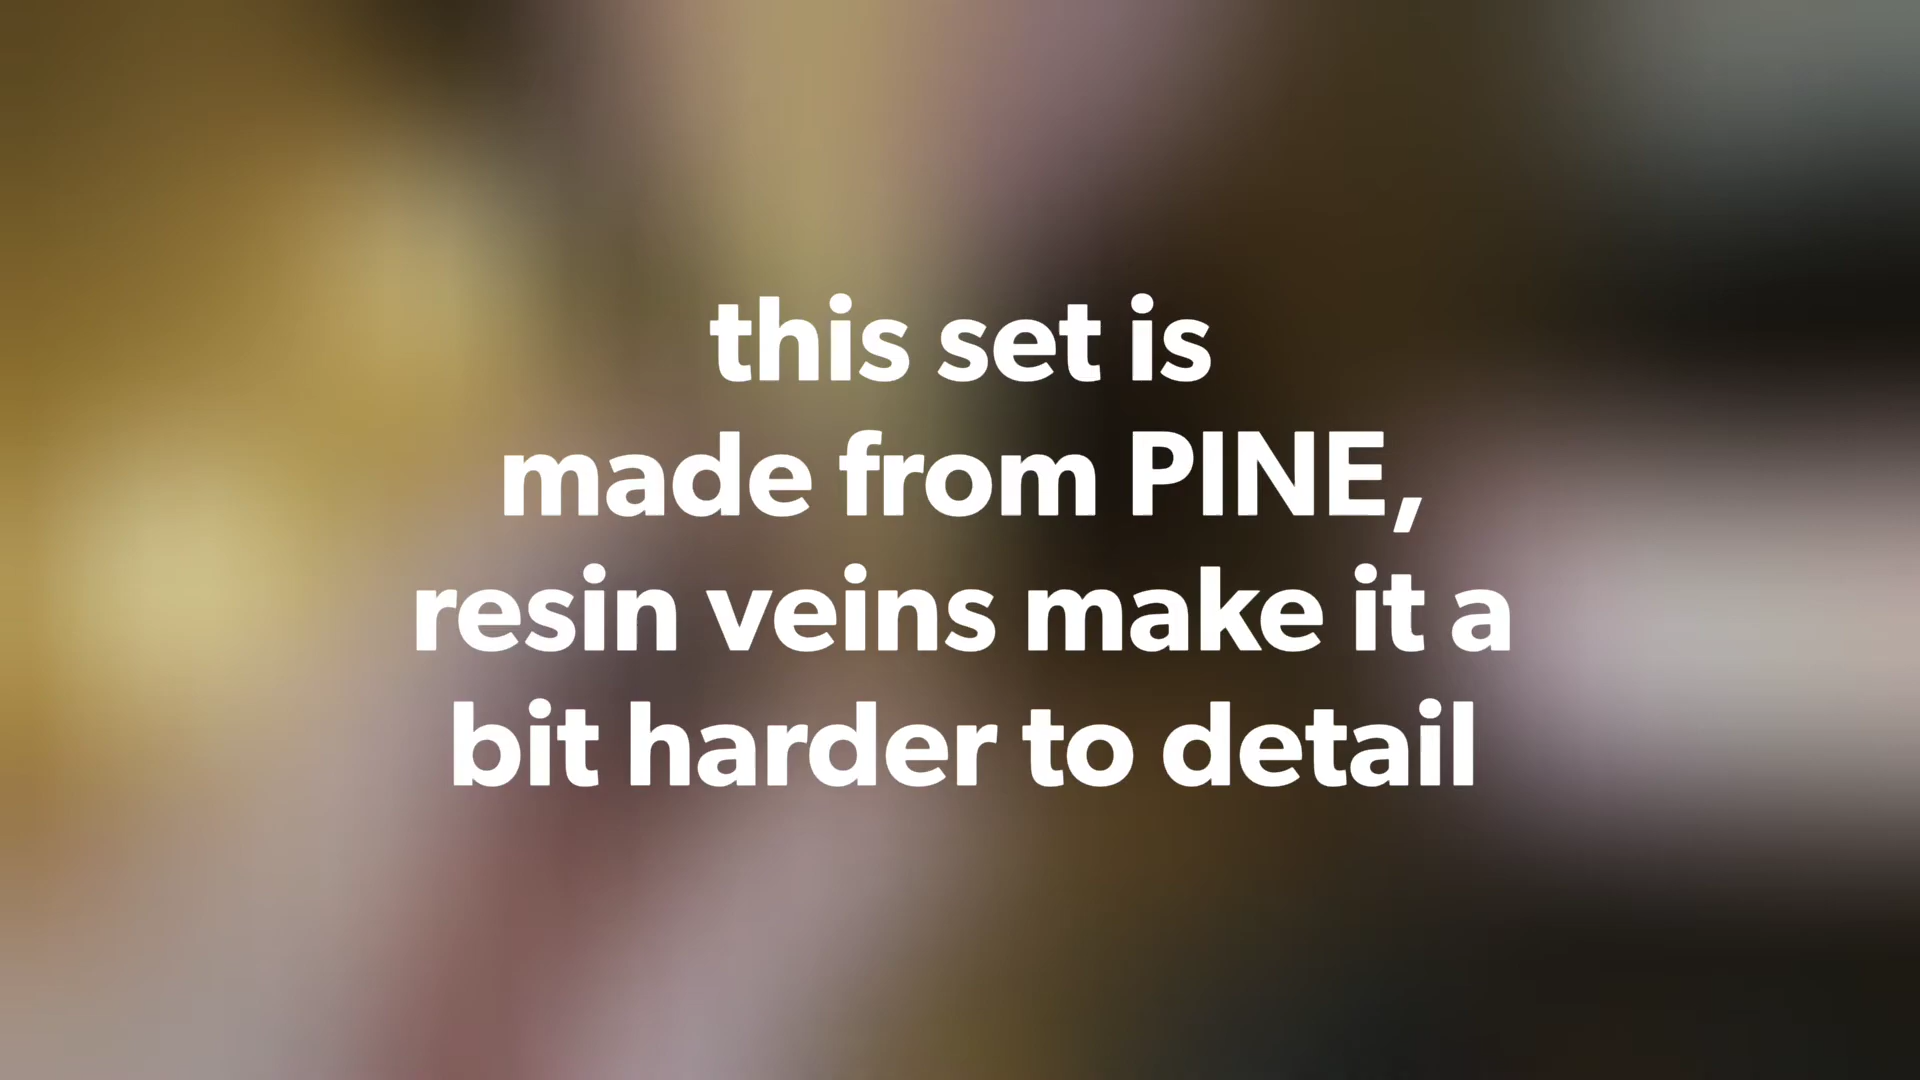 this set is
made from PINE,
resin veins make it a
bit harder to detail